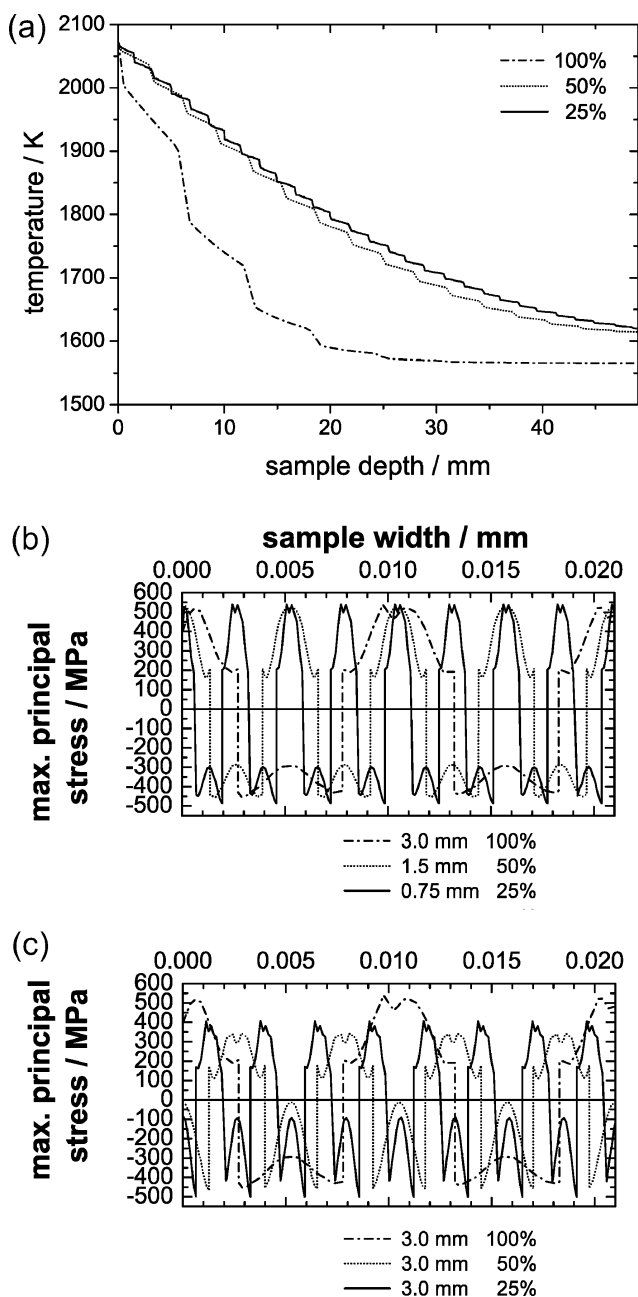 (a)
2100
2000
1900
1800
1700
1600
1500
temperature / K
100%
50%
25%
0 10 20 30 40
sample depth / mm
(b)
sample width / mm
0.000 0.005 0.010 0.015 0.020
600
500
400
300
200
100
0
-100
-200
-300
-400
-500
max. principal
stress / MPa
3.0 mm 100%
1.5 mm 50%
0.75 mm 25%
(c)
0.000 0.005 0.010 0.015 0.020
600
500
400
300
200
100
0
-100
-200
-300
-400
-500
max. principal
stress / MPa
3.0 mm 100%
3.0 mm 50%
3.0 mm 25%